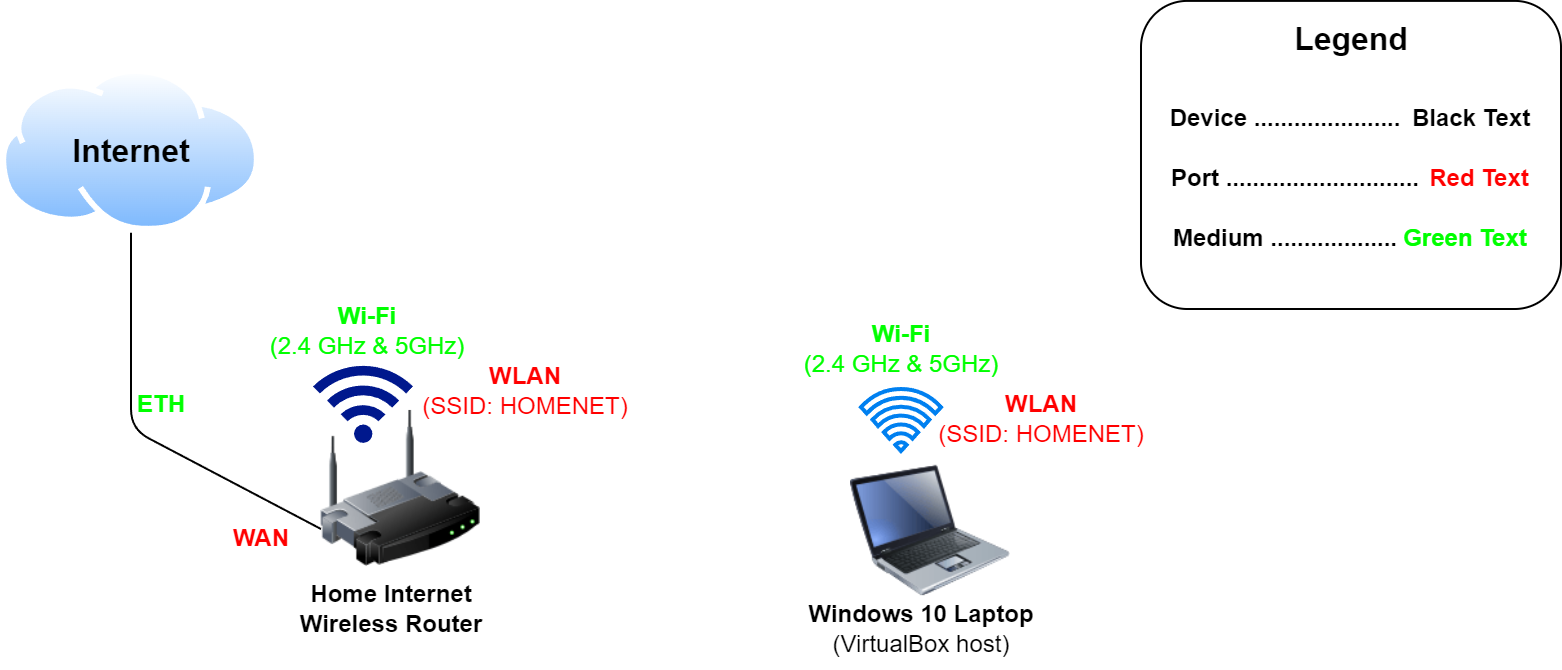 Legend
Device ...................... Black Text
Port ............................. Red Text
Medium ................... Green Text
Internet
ETH
WAN
Wi-Fi
(2.4 GHz & 5GHz)
WLAN
(SSID: HOMENET)
Home Internet
Wireless Router
Wi-Fi
(2.4 GHz & 5GHz)
WLAN
(SSID: HOMENET)
Windows 10 Laptop
(VirtualBox host)